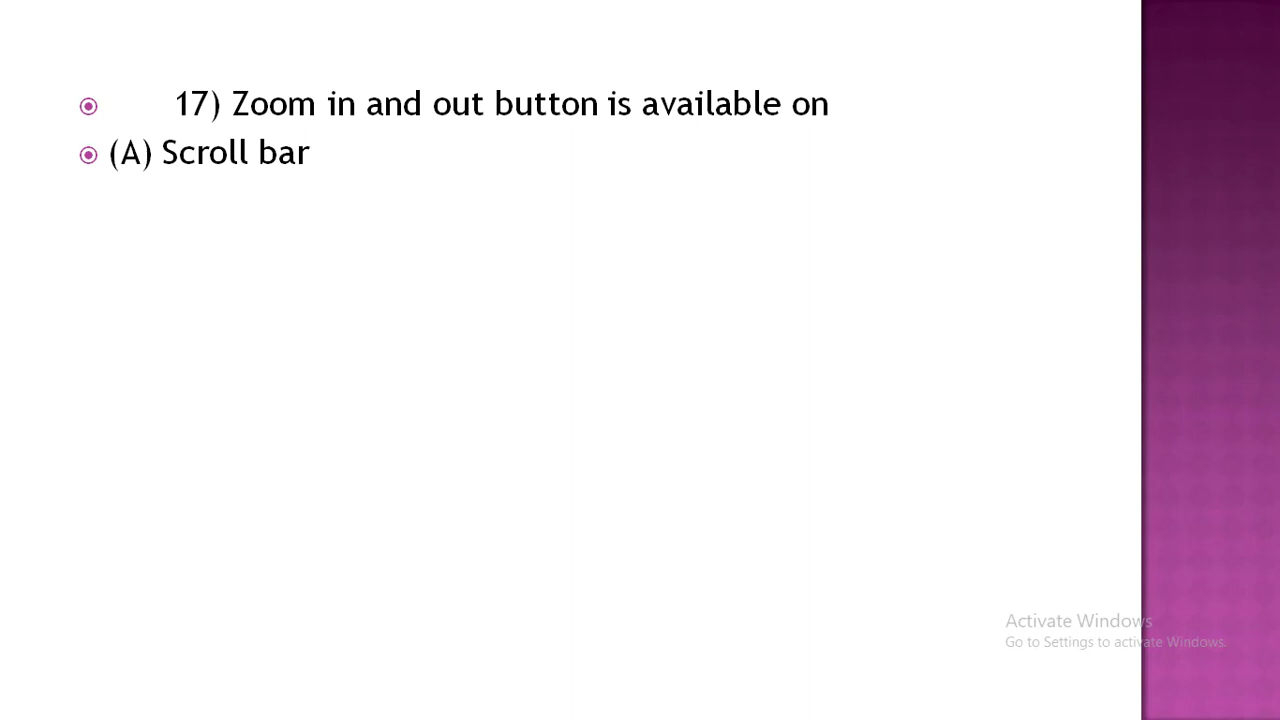 17) Zoom in and out button is available on
(A) Scroll bar
Activate Windows
Go to Settings to activate Windows.